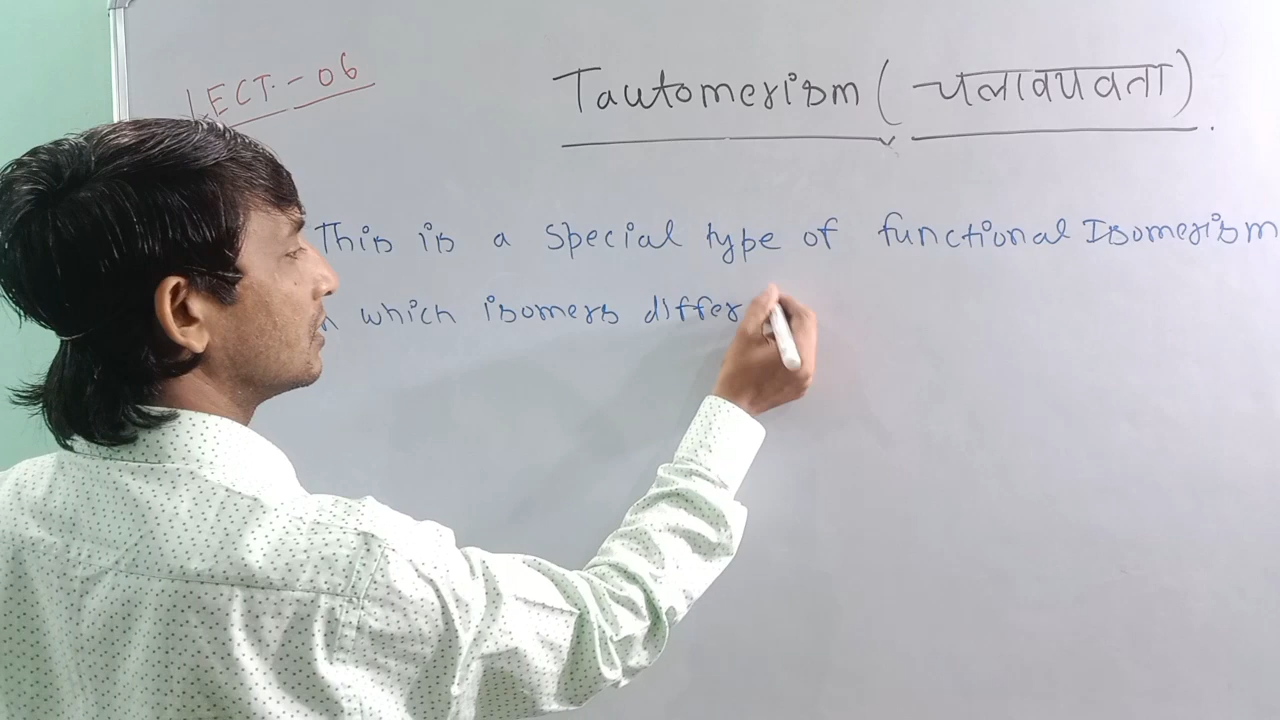 LECT.-06
Tautomerism (चलावयवता).
This is a special type of functional Isomerism
which isomers differ